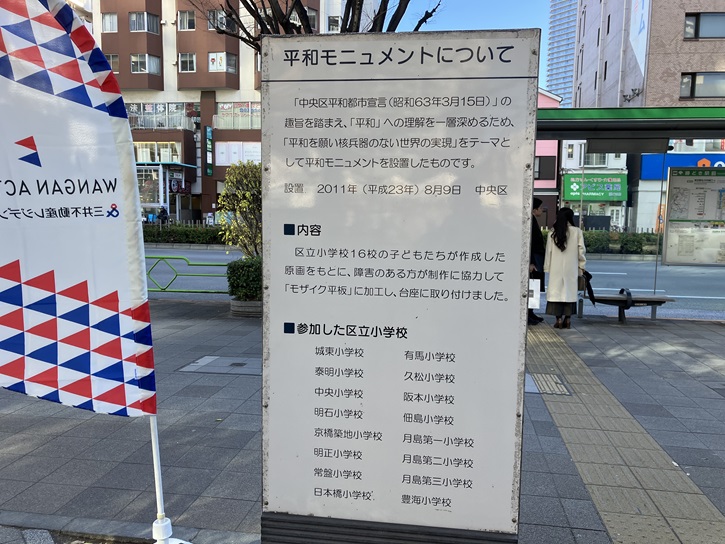 平和モニュメントについて
「中央区平和都市宣言（昭和63年3月15日）」の
趣旨を踏まえ、「平和」への理解を一層深めるため、
「平和を願い核兵器のない世界の実現」をテーマと
して平和モニュメントを設置したものです。
設置　2011年（平成23年）8月9日　中央区
■内容
区立小学校16校の子どもたちが作成した
原画をもとに、障害のある方が制作に協力して
「モザイク平板」に加工し、台座に取り付けました。
■参加した区立小学校
城東小学校　有馬小学校
泰明小学校　久松小学校
中央小学校　阪本小学校
明石小学校　佃島小学校
京橋築地小学校　月島第一小学校
明正小学校　月島第二小学校
常盤小学校　月島第三小学校
日本橋小学校　豊海小学校
WANGAN ACT
三井不動産レジデン